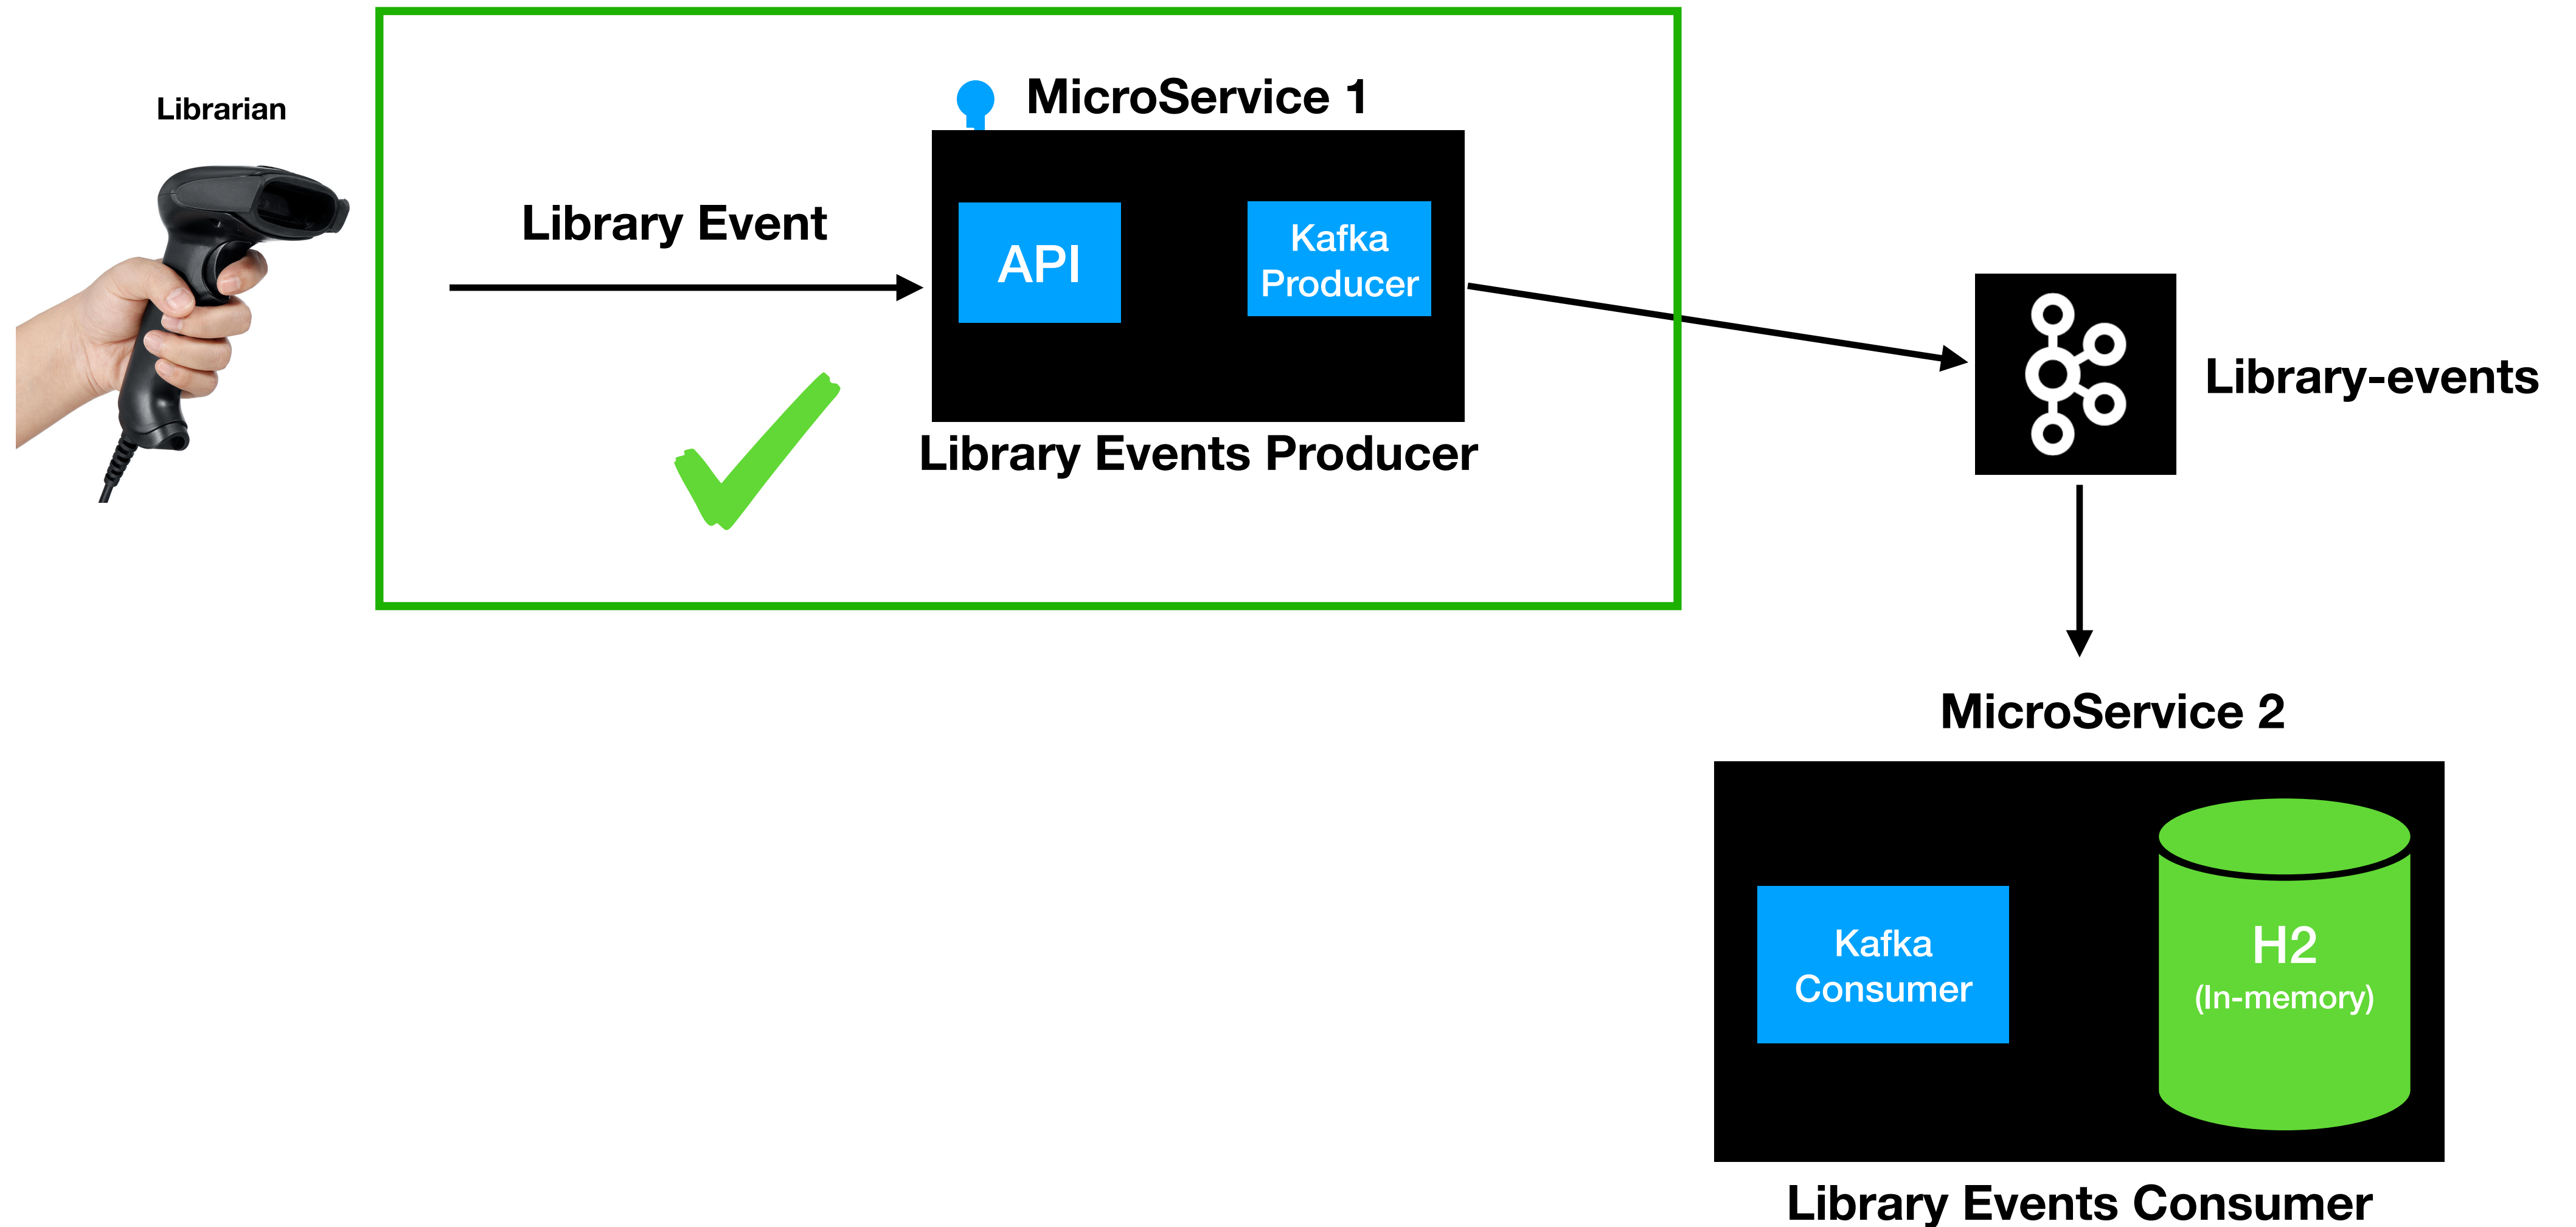 Librarian
MicroService 1
Library Event
API
Kafka
Producer
Library Events Producer
Library-events
MicroService 2
Kafka
Consumer
H2
(In-memory)
Library Events Consumer